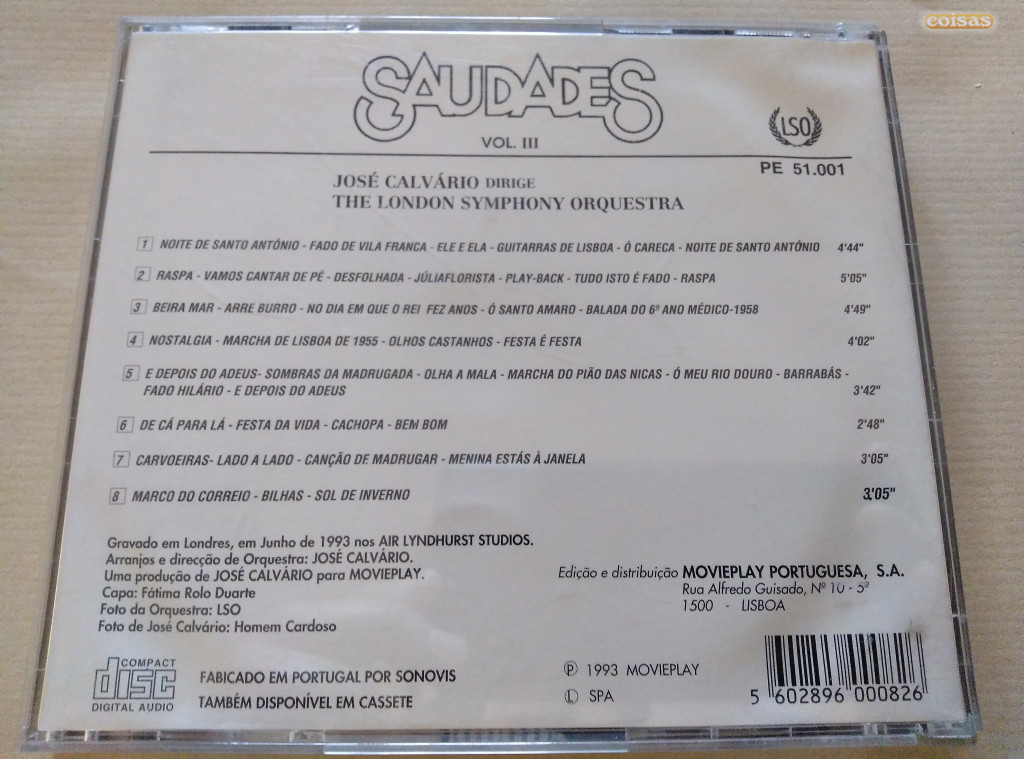 coisas
SAUDADES
VOL. III
LSO
PE 51.001
JOSÉ CALVÁRIO DIRIGE
THE LONDON SYMPHONY ORQUESTRA
1 NOITE DE SANTO ANTÓNIO - FADO DE VILA FRANCA - ELE E ELA - GUITARRAS DE LISBOA - Ó CARECA - NOITE DE SANTO ANTÓNIO 4'44"
2 RASPA - VAMOS CANTAR DE PÉ - DESFOLHADA - JÚLIAFLORISTA - PLAY-BACK - TUDO ISTO É FADO - RASPA 5'05"
3 BEIRA MAR - ARRE BURRO - NO DIA EM QUE O REI FEZ ANOS - Ó SANTO AMARO - BALADA DO 6º ANO MÉDICO-1958 4'49"
4 NOSTALGIA - MARCHA DE LISBOA DE 1955 - OLHOS CASTANHOS - FESTA É FESTA 4'02"
5 E DEPOIS DO ADEUS- SOMBRAS DA MADRUGADA - OLHA A MALA - MARCHA DO PIÃO DAS NICAS - Ó MEU RIO DOURO - BARRABÁS -
FADO HILÁRIO - E DEPOIS DO ADEUS 3'42"
6 DE CÁ PARA LÁ - FESTA DA VIDA - CACHOPA - BEM BOM 2'48"
7 CARVOEIRAS- LADO A LADO - CANÇÃO DE MADRUGAR - MENINA ESTÁS À JANELA 3'05"
8 MARCO DO CORREIO - BILHAS - SOL DE INVERNO 3'05"
Gravado em Londres, em Junho de 1993 nos AIR LYNDHURST STUDIOS.
Arranjos e direcção de Orquestra: JOSÉ CALVÁRIO.
Uma produção de JOSÉ CALVÁRIO para MOVIEPLAY.
Capa: Fátima Rolo Duarte
Foto da Orquestra: LSO
Foto de José Calvário: Homem Cardoso
Edição e distribuição MOVIEPLAY PORTUGUESA, S.A.
Rua Alfredo Guisado, Nº 10 - 5º
1500 - LISBOA
COMPACT
disc
DIGITAL AUDIO
FABICADO EM PORTUGAL POR SONOVIS
TAMBÉM DISPONÍVEL EM CASSETE
Ⓟ 1993 MOVIEPLAY
Ⓛ SPA
5 602896 000826